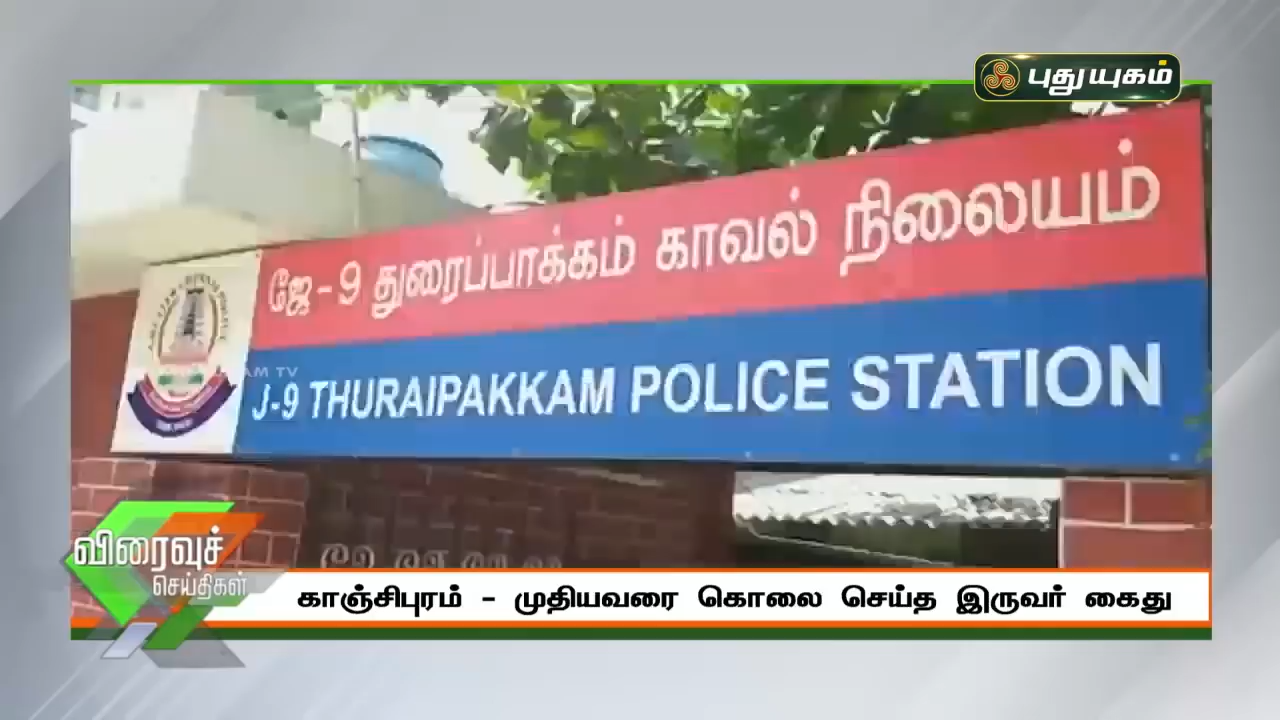 புதுயுகம்
ஜே-9 துரைப்பாக்கம் காவல் நிலையம்
J-9 THURAIPAKKAM POLICE STATION
விரைவுச்
செய்திகள்
காஞ்சிபுரம் - முதியவரை கொலை செய்த இருவர் கைது